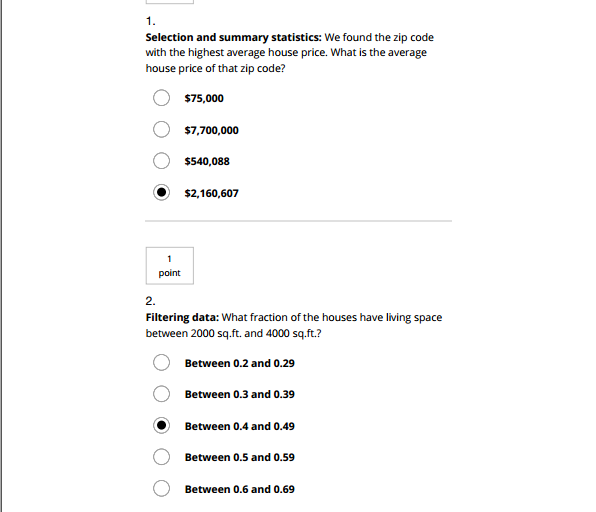 1.
Selection and summary statistics: We found the zip code
with the highest average house price. What is the average
house price of that zip code?
$75,000
$7,700,000
$540,088
$2,160,607
1
point
2.
Filtering data: What fraction of the houses have living space
between 2000 sq.ft. and 4000 sq.ft.?
Between 0.2 and 0.29
Between 0.3 and 0.39
Between 0.4 and 0.49
Between 0.5 and 0.59
Between 0.6 and 0.69